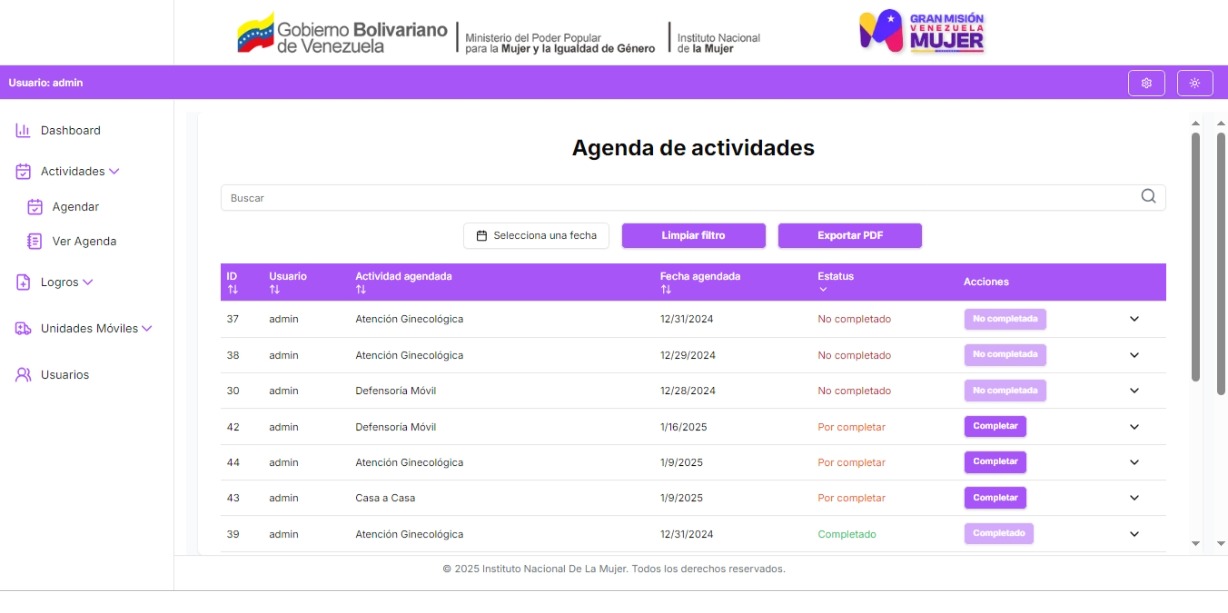 Gobierno Bolivariano
de Venezuela
Ministerio del Poder Popular
para la Mujer y la Igualdad de Género
Instituto Nacional
de la Mujer
GRAN MISIÓN
VENEZUELA
MUJER
Usuario: admin
Dashboard
Actividades
Agendar
Ver Agenda
Logros
Unidades Móviles
Usuarios
Agenda de actividades
Buscar
Selecciona una fecha Limpiar filtro Exportar PDF
ID Usuario Actividad agendada Fecha agendada Estatus Acciones
37 admin Atención Ginecológica 12/31/2024 No completado No completada
38 admin Atención Ginecológica 12/29/2024 No completado No completada
30 admin Defensoría Móvil 12/28/2024 No completado No completada
42 admin Defensoría Móvil 1/16/2025 Por completar Completar
44 admin Atención Ginecológica 1/9/2025 Por completar Completar
43 admin Casa a Casa 1/9/2025 Por completar Completar
39 admin Atención Ginecológica 12/31/2024 Completado Completado
© 2025 Instituto Nacional De La Mujer. Todos los derechos reservados.